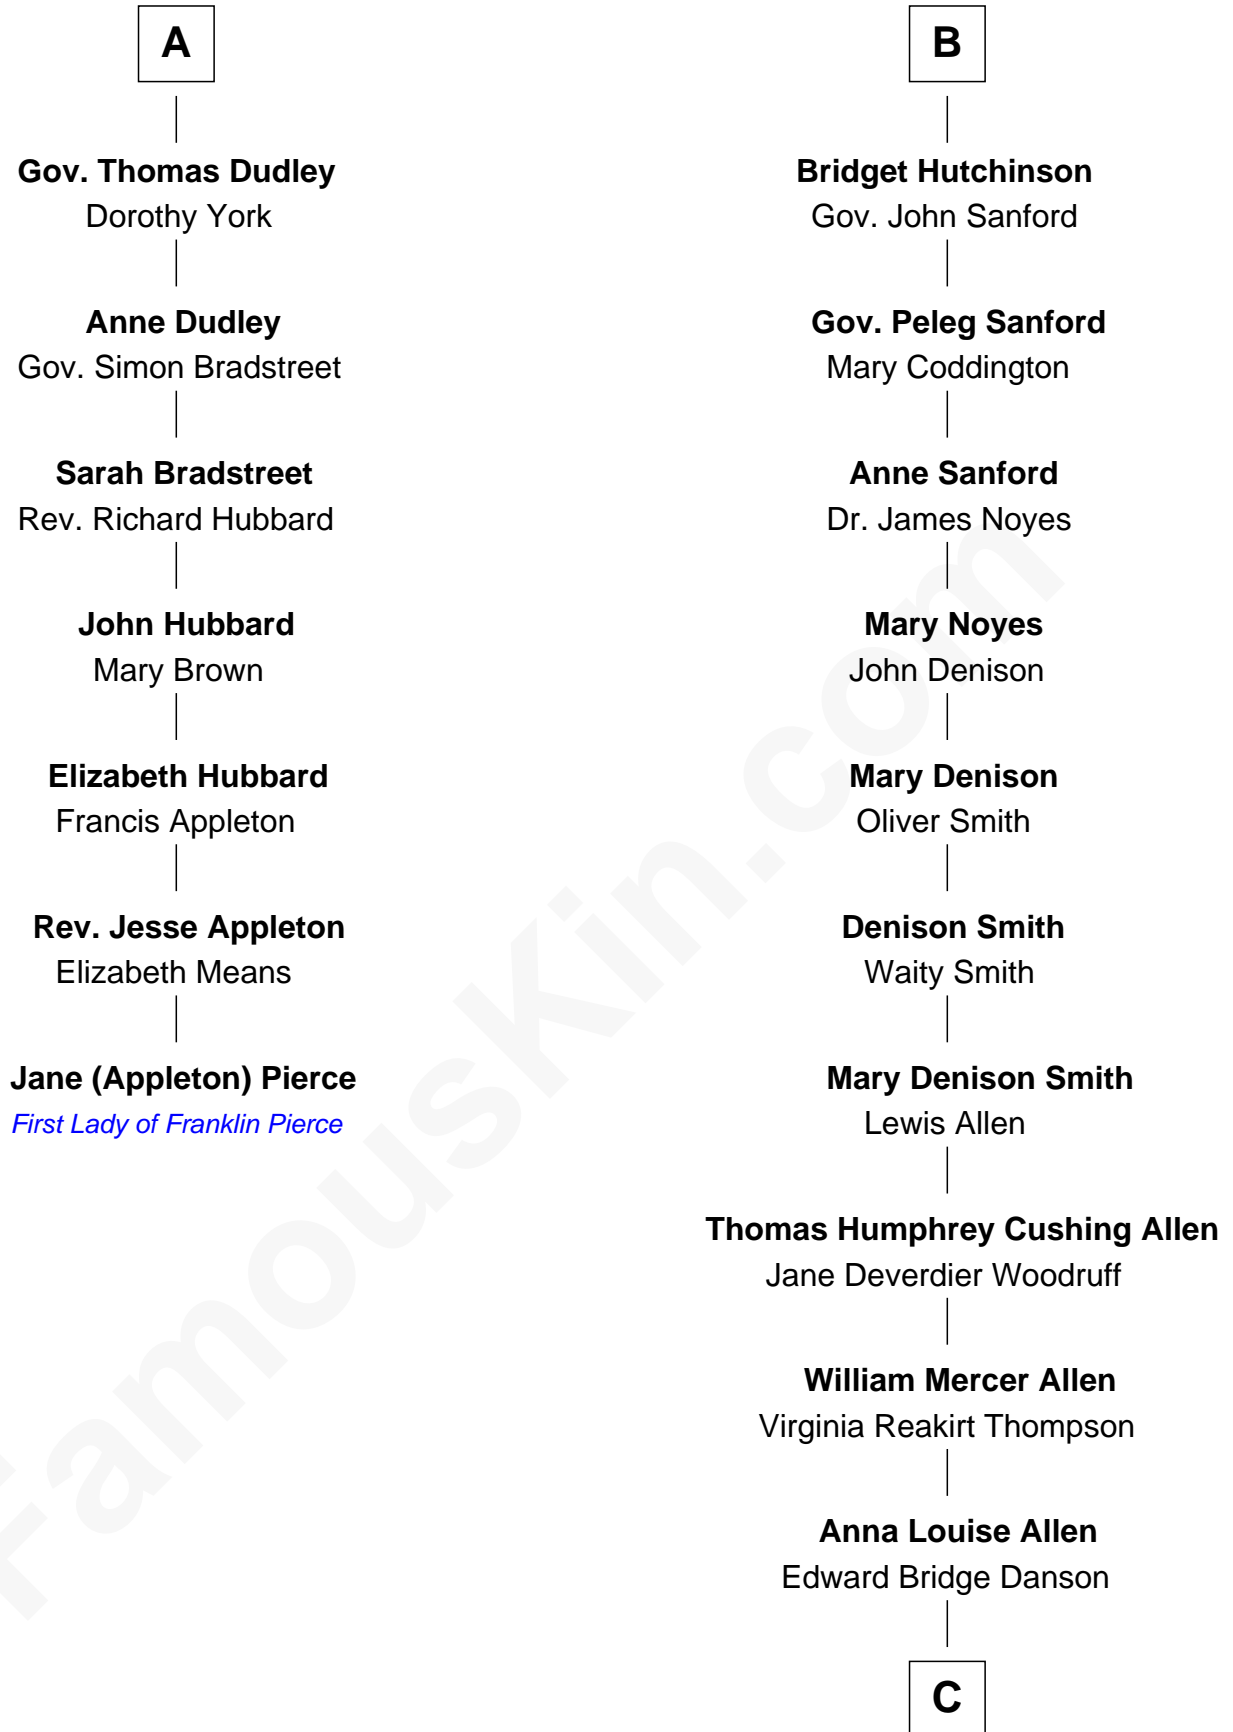 A
Gov. Thomas Dudley
Dorothy York
Anne Dudley
Gov. Simon Bradstreet
Sarah Bradstreet
Rev. Richard Hubbard
John Hubbard
Mary Brown
Elizabeth Hubbard
Francis Appleton
Rev. Jesse Appleton
Elizabeth Means
Jane (Appleton) Pierce
First Lady of Franklin Pierce
B
Bridget Hutchinson
Gov. John Sanford
Gov. Peleg Sanford
Mary Coddington
Anne Sanford
Dr. James Noyes
Mary Noyes
John Denison
Mary Denison
Oliver Smith
Denison Smith
Waity Smith
Mary Denison Smith
Lewis Allen
Thomas Humphrey Cushing Allen
Jane Deverdier Woodruff
William Mercer Allen
Virginia Reakirt Thompson
Anna Louise Allen
Edward Bridge Danson
C
FamousKin.com